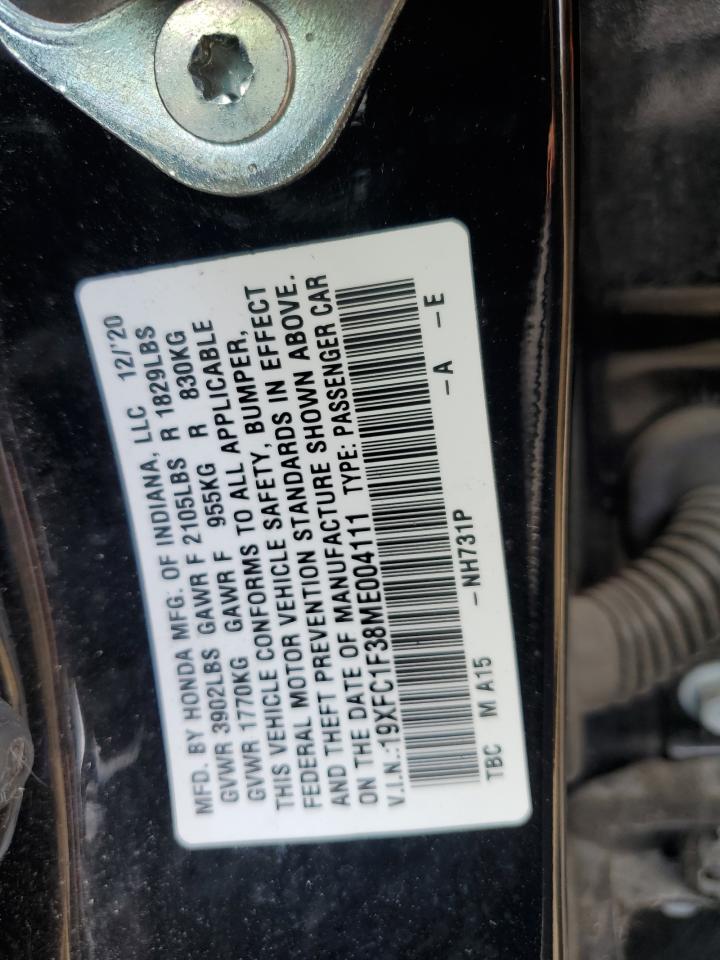 MFD. BY HONDA MFG. OF INDIANA, LLC 12/'20
GVWR 3902LBS GAWR F 2105LBS R 1829LBS
GVWR 1770KG GAWR F 955KG R 830KG
THIS VEHICLE CONFORMS TO ALL APPLICABLE
FEDERAL MOTOR VEHICLE SAFETY, BUMPER,
AND THEFT PREVENTION STANDARDS IN EFFECT
ON THE DATE OF MANUFACTURE SHOWN ABOVE.
V.I.N.:19XFC1F38ME004111 TYPE: PASSENGER CAR
TBC M A15 -NH731P -A -E